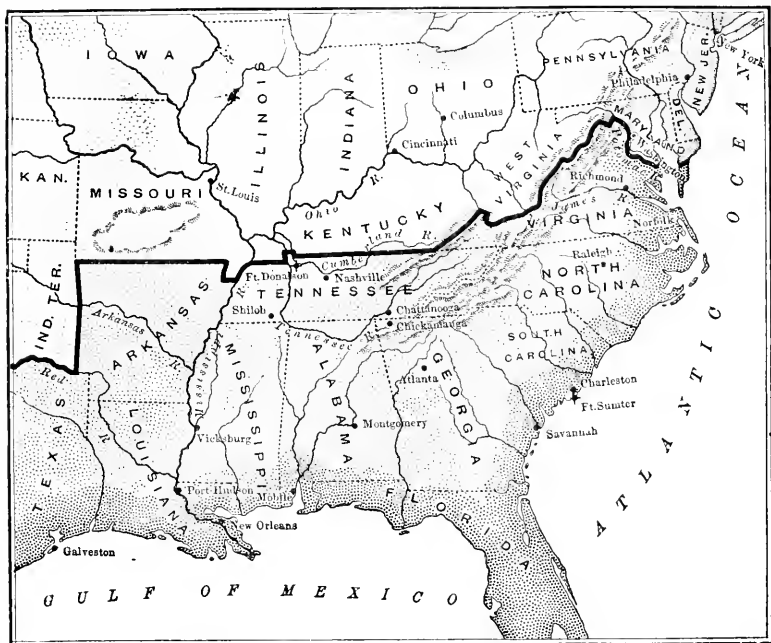 IOWA
ILLINOIS
INDIANA
OHIO
PENNSYLVANIA
NEW JER.
New York
Philadelphia
Columbus
Cincinnati
MARYLAND
DEL.
Washington
WEST VIRGINIA
KAN.
MISSOURI
St. Louis
Ohio R.
KENTUCKY
Richmond
James R.
VIRGINIA
Norfolk
Cumberland R.
Ft. Donalson
Nashville
TENNESSEE
Raleigh
NORTH
CAROLINA
IND. TER.
Arkansas R.
ARKANSAS
Shiloh
Tennessee R.
Chattanooga
Chickamauga
SOUTH
CAROLINA
Red R.
Mississippi R.
MISSISSIPPI
ALABAMA
Atlanta
GEORGIA
Charleston
Ft. Sumter
TEXAS
LOUISIANA
Vicksburg
Montgomery
Savannah
Port Hudson
Mobile
FLORIDA
New Orleans
Galveston
GULF OF MEXICO
ATLANTIC OCEAN